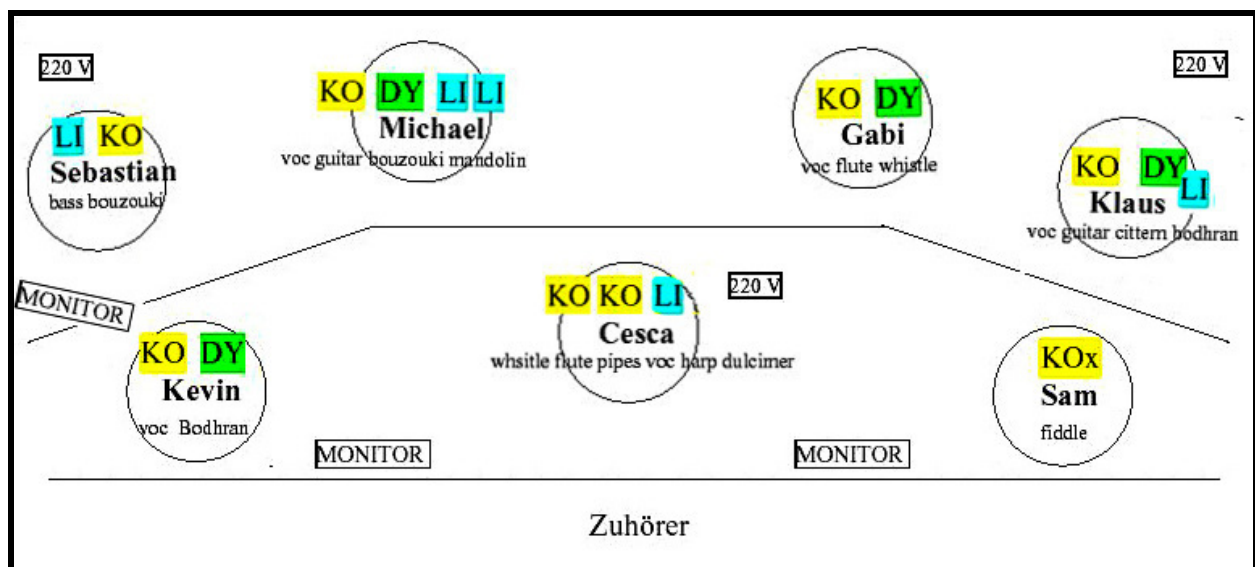 220 V
KO DY LI LI
Michael
voc guitar bouzouki mandolin
KO DY
Gabi
voc flute whistle
220 V
LI KO
Sebastian
bass bouzouki
KO DY LI
Klaus
voc guitar cittern bodhran
MONITOR
KO DY
Kevin
voc Bodhran
KO KO LI
Cesca
whsitle flute pipes voc harp dulcimer
220 V
KOx
Sam
fiddle
MONITOR
MONITOR
Zuhörer